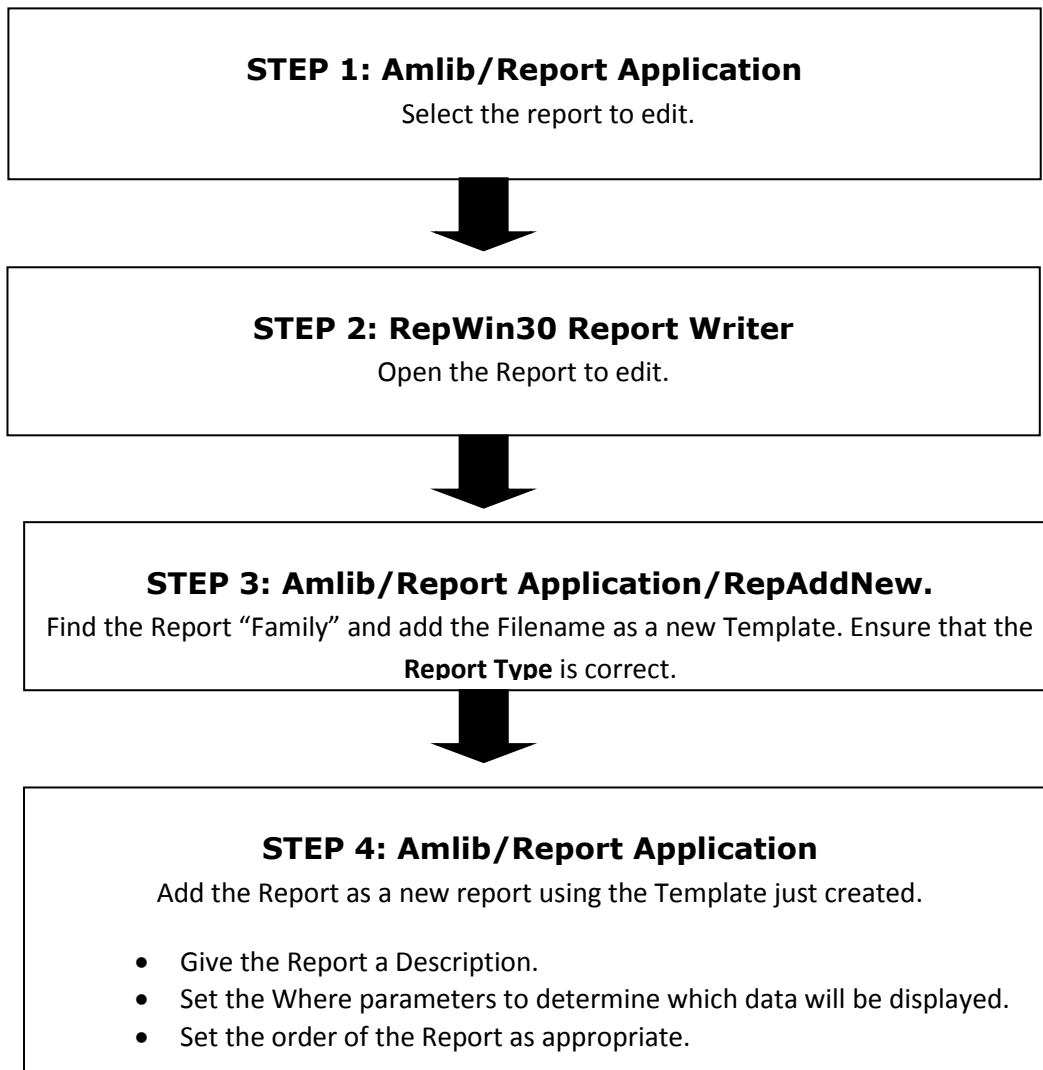 STEP 1: Amlib/Report Application
Select the report to edit.
STEP 2: RepWin30 Report Writer
Open the Report to edit.
STEP 3: Amlib/Report Application/RepAddNew.
Find the Report “Family” and add the Filename as a new Template. Ensure that the
Report Type is correct.
STEP 4: Amlib/Report Application
Add the Report as a new report using the Template just created.
• Give the Report a Description.
• Set the Where parameters to determine which data will be displayed.
• Set the order of the Report as appropriate.